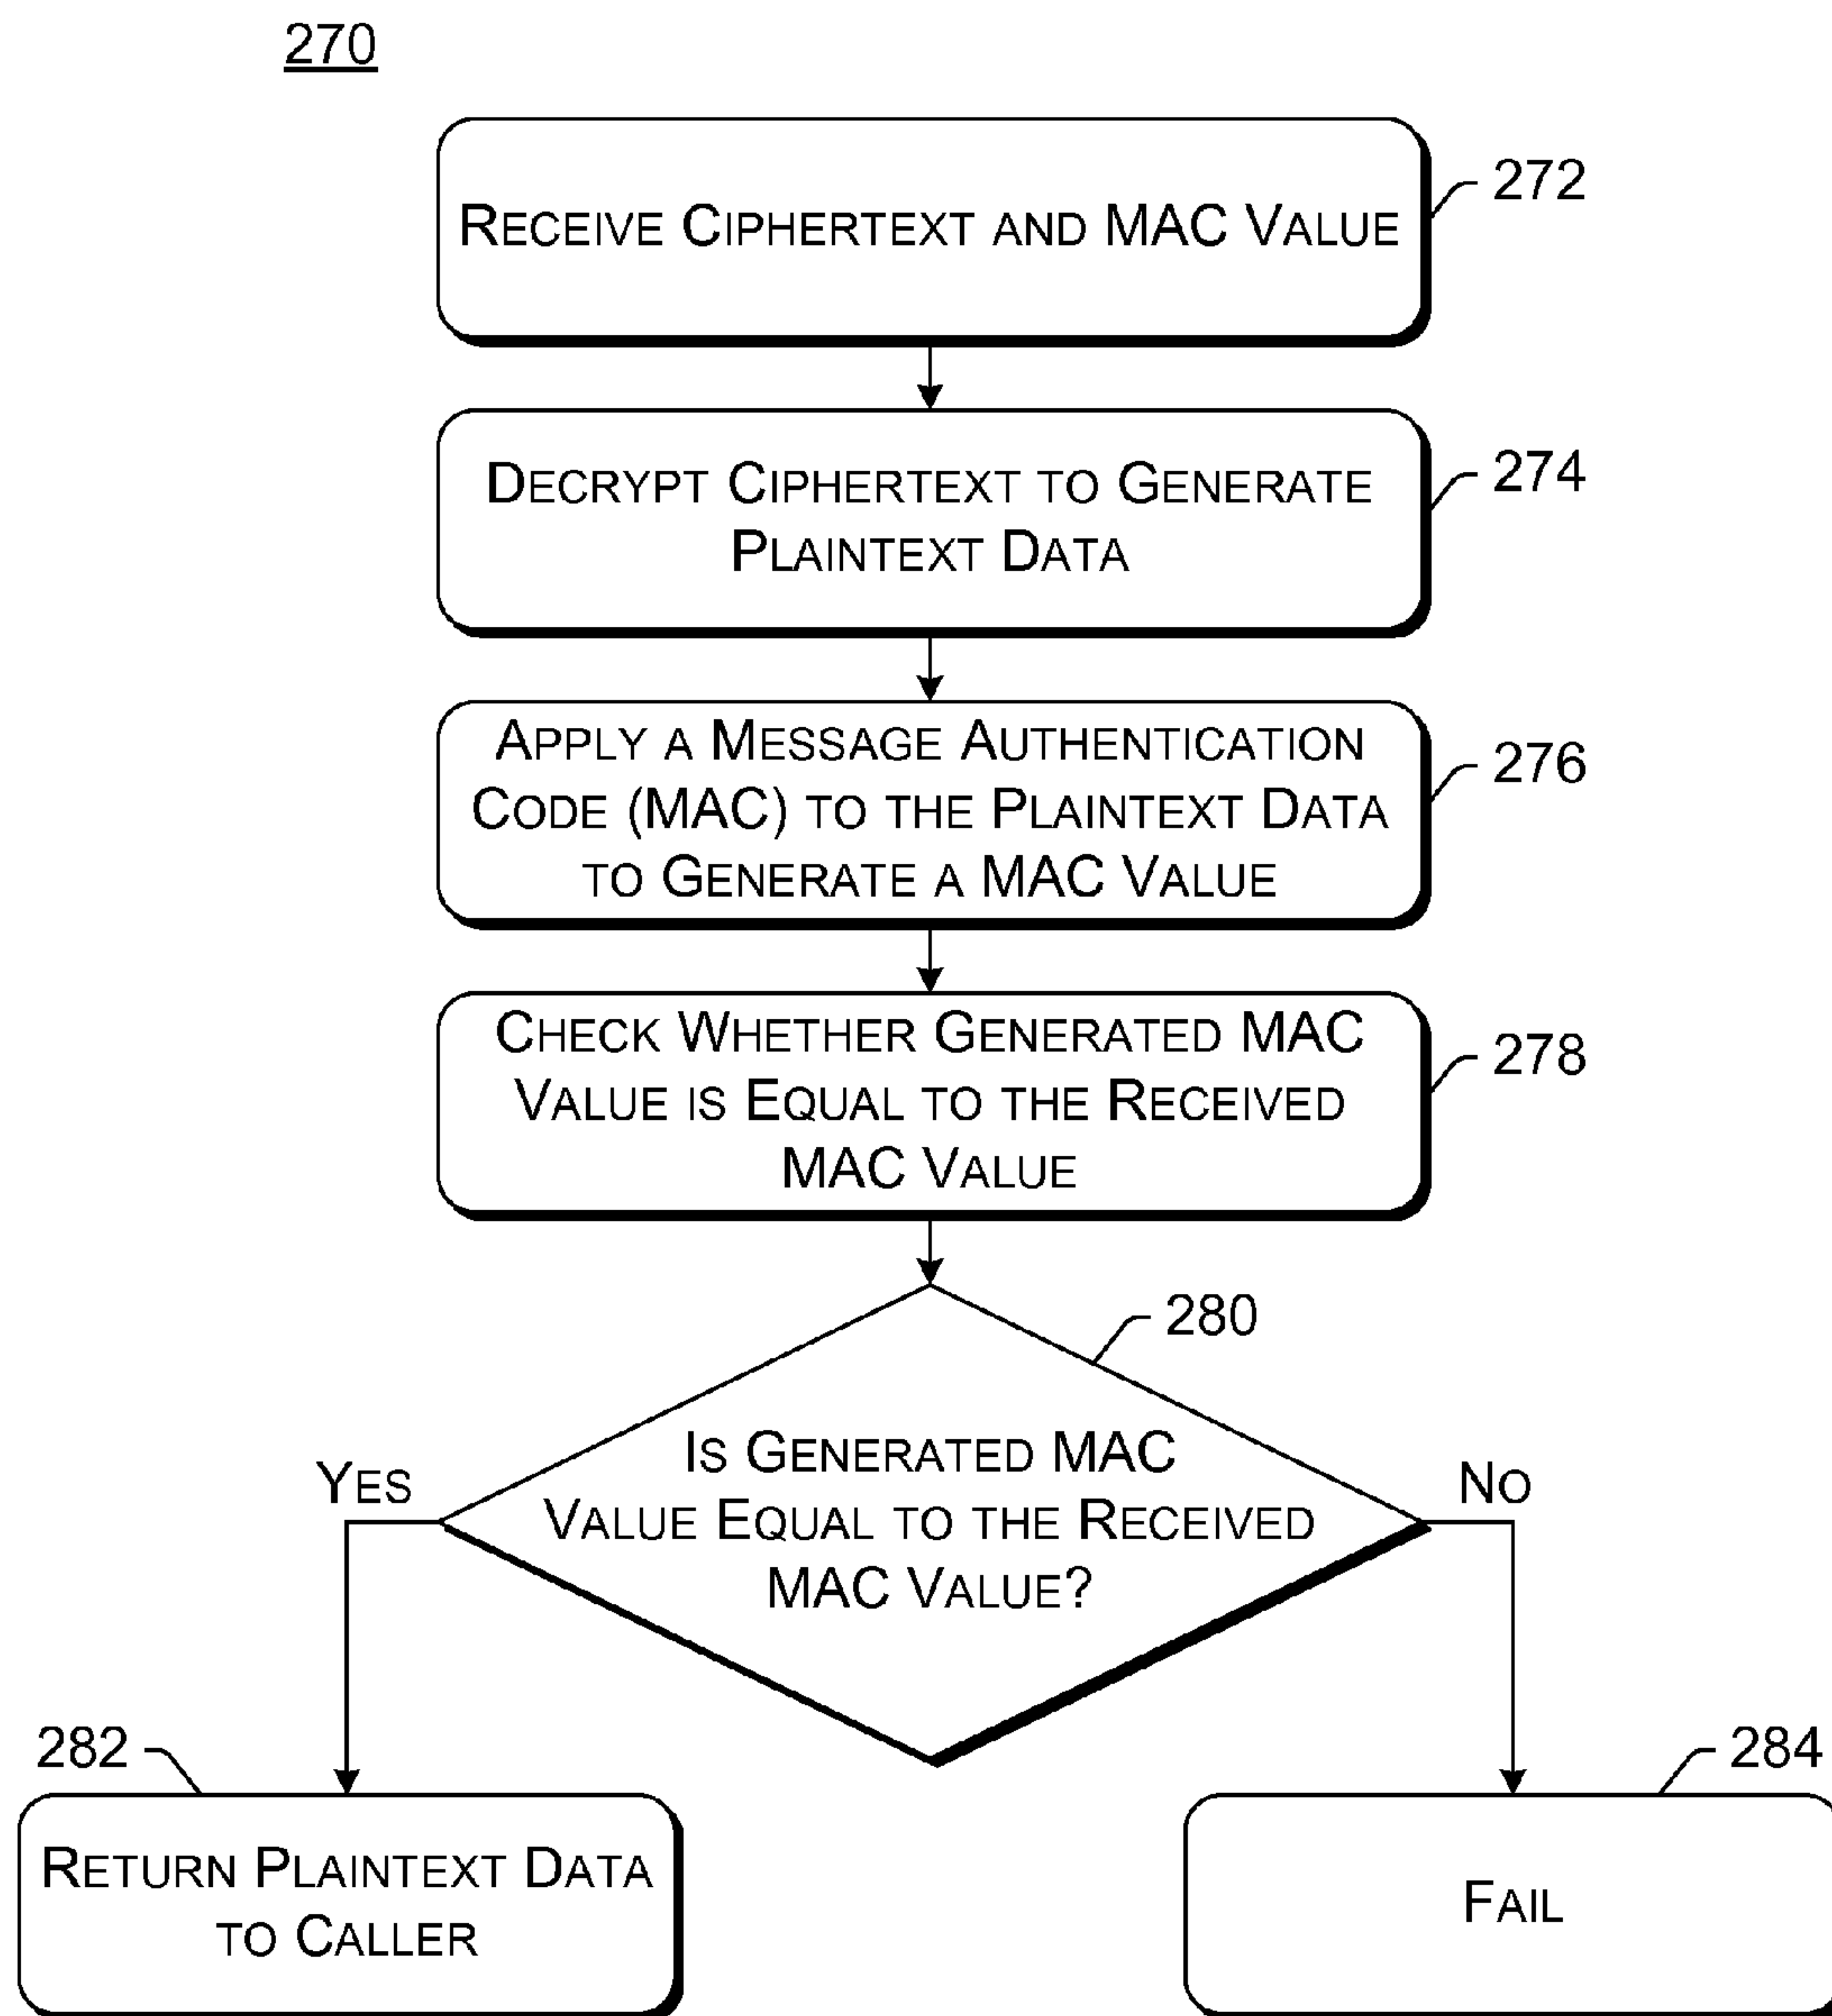 270
RECEIVE CIPHERTEXT AND MAC VALUE
272
DECRYPT CIPHERTEXT TO GENERATE
PLAINTEXT DATA
274
APPLY A MESSAGE AUTHENTICATION
CODE (MAC) TO THE PLAINTEXT DATA
TO GENERATE A MAC VALUE
276
CHECK WHETHER GENERATED MAC
VALUE IS EQUAL TO THE RECEIVED
MAC VALUE
278
280
IS GENERATED MAC
VALUE EQUAL TO THE RECEIVED
MAC VALUE?
YES
NO
282
RETURN PLAINTEXT DATA
TO CALLER
284
FAIL